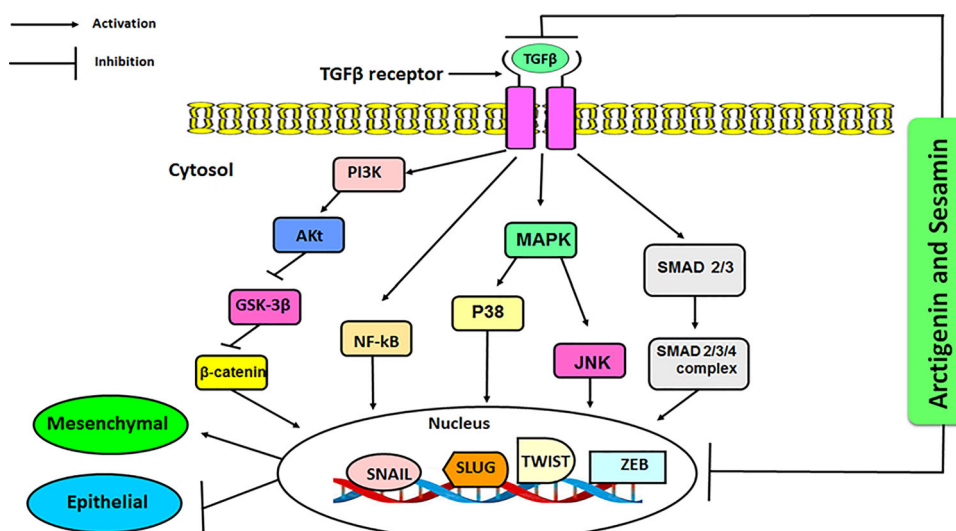 Activation
Inhibition
TGFβ
TGFβ receptor
Cytosol
PI3K
AKt
MAPK
SMAD 2/3
GSK-3β
P38
NF-kB
JNK
SMAD 2/3/4
complex
β-catenin
Nucleus
Meschymal
SNAIL
SLUG
TWIST
ZEB
Epithelial
Arctigenin and Sesamin